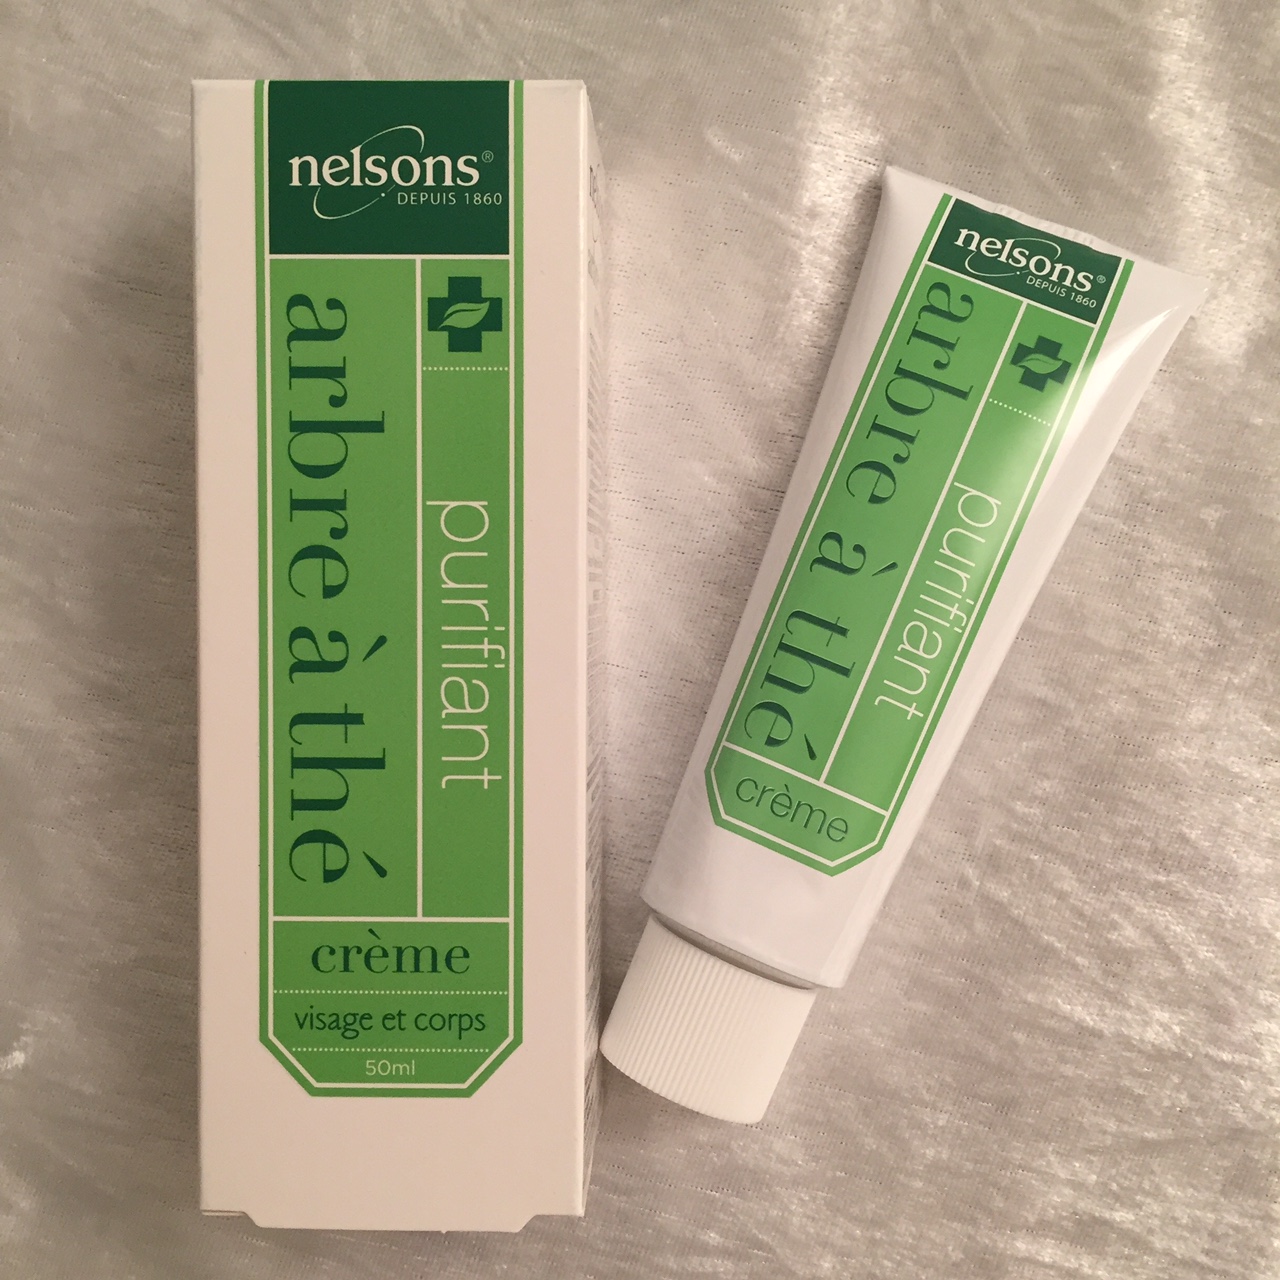 nelsons®
DEPUIS 1860
arbre à thé
purifiant
crème
visage et corps
50ml
nelsons®
DEPUIS 1860
arbre à thé
purifiant
crème